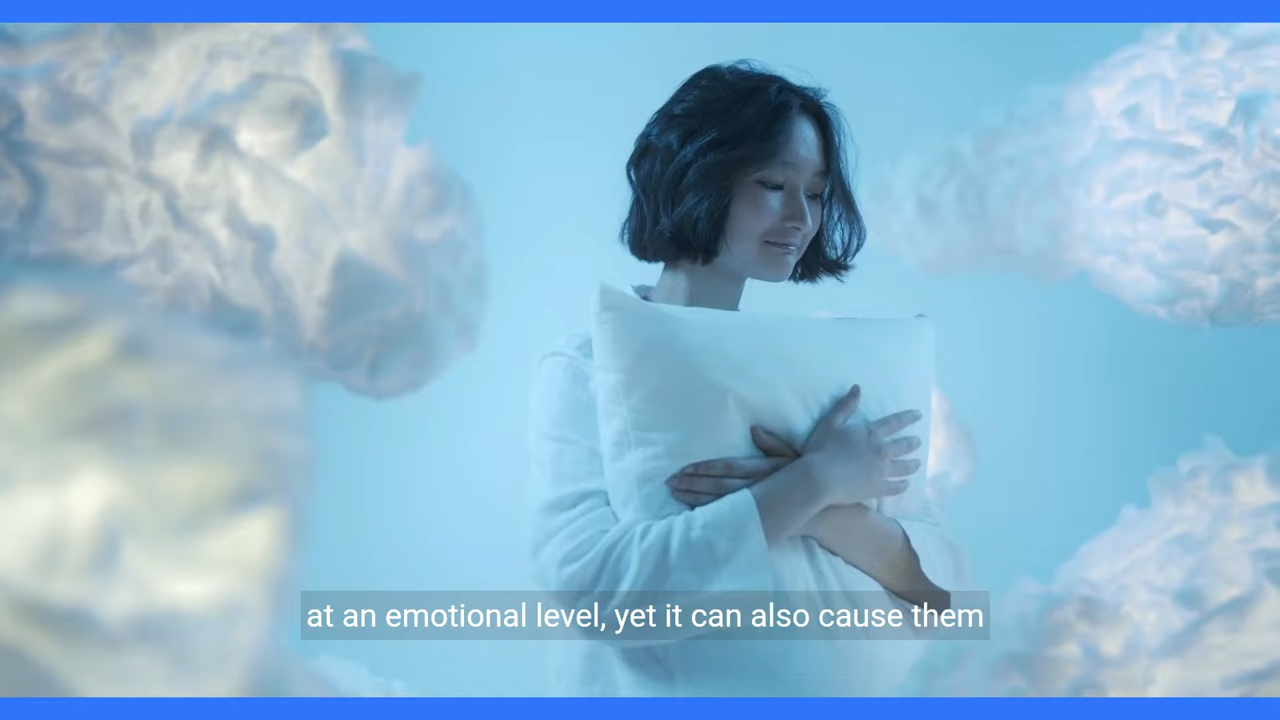 at an emotional level, yet it can also cause them